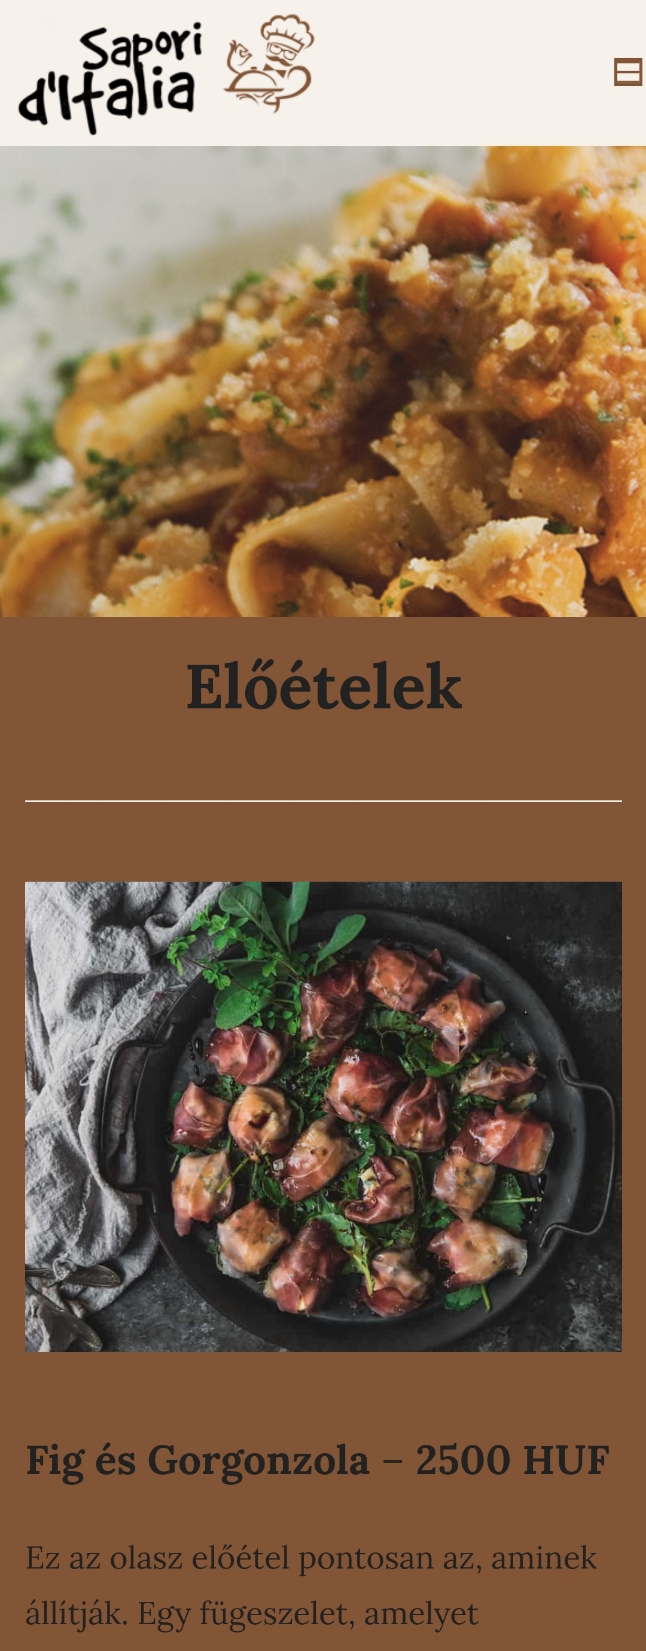 Sapori
d'Italia
Előételek
Fig és Gorgonzola – 2500 HUF
Ez az olasz előétel pontosan az, aminek
állítják. Egy fügeszelet, amelyet